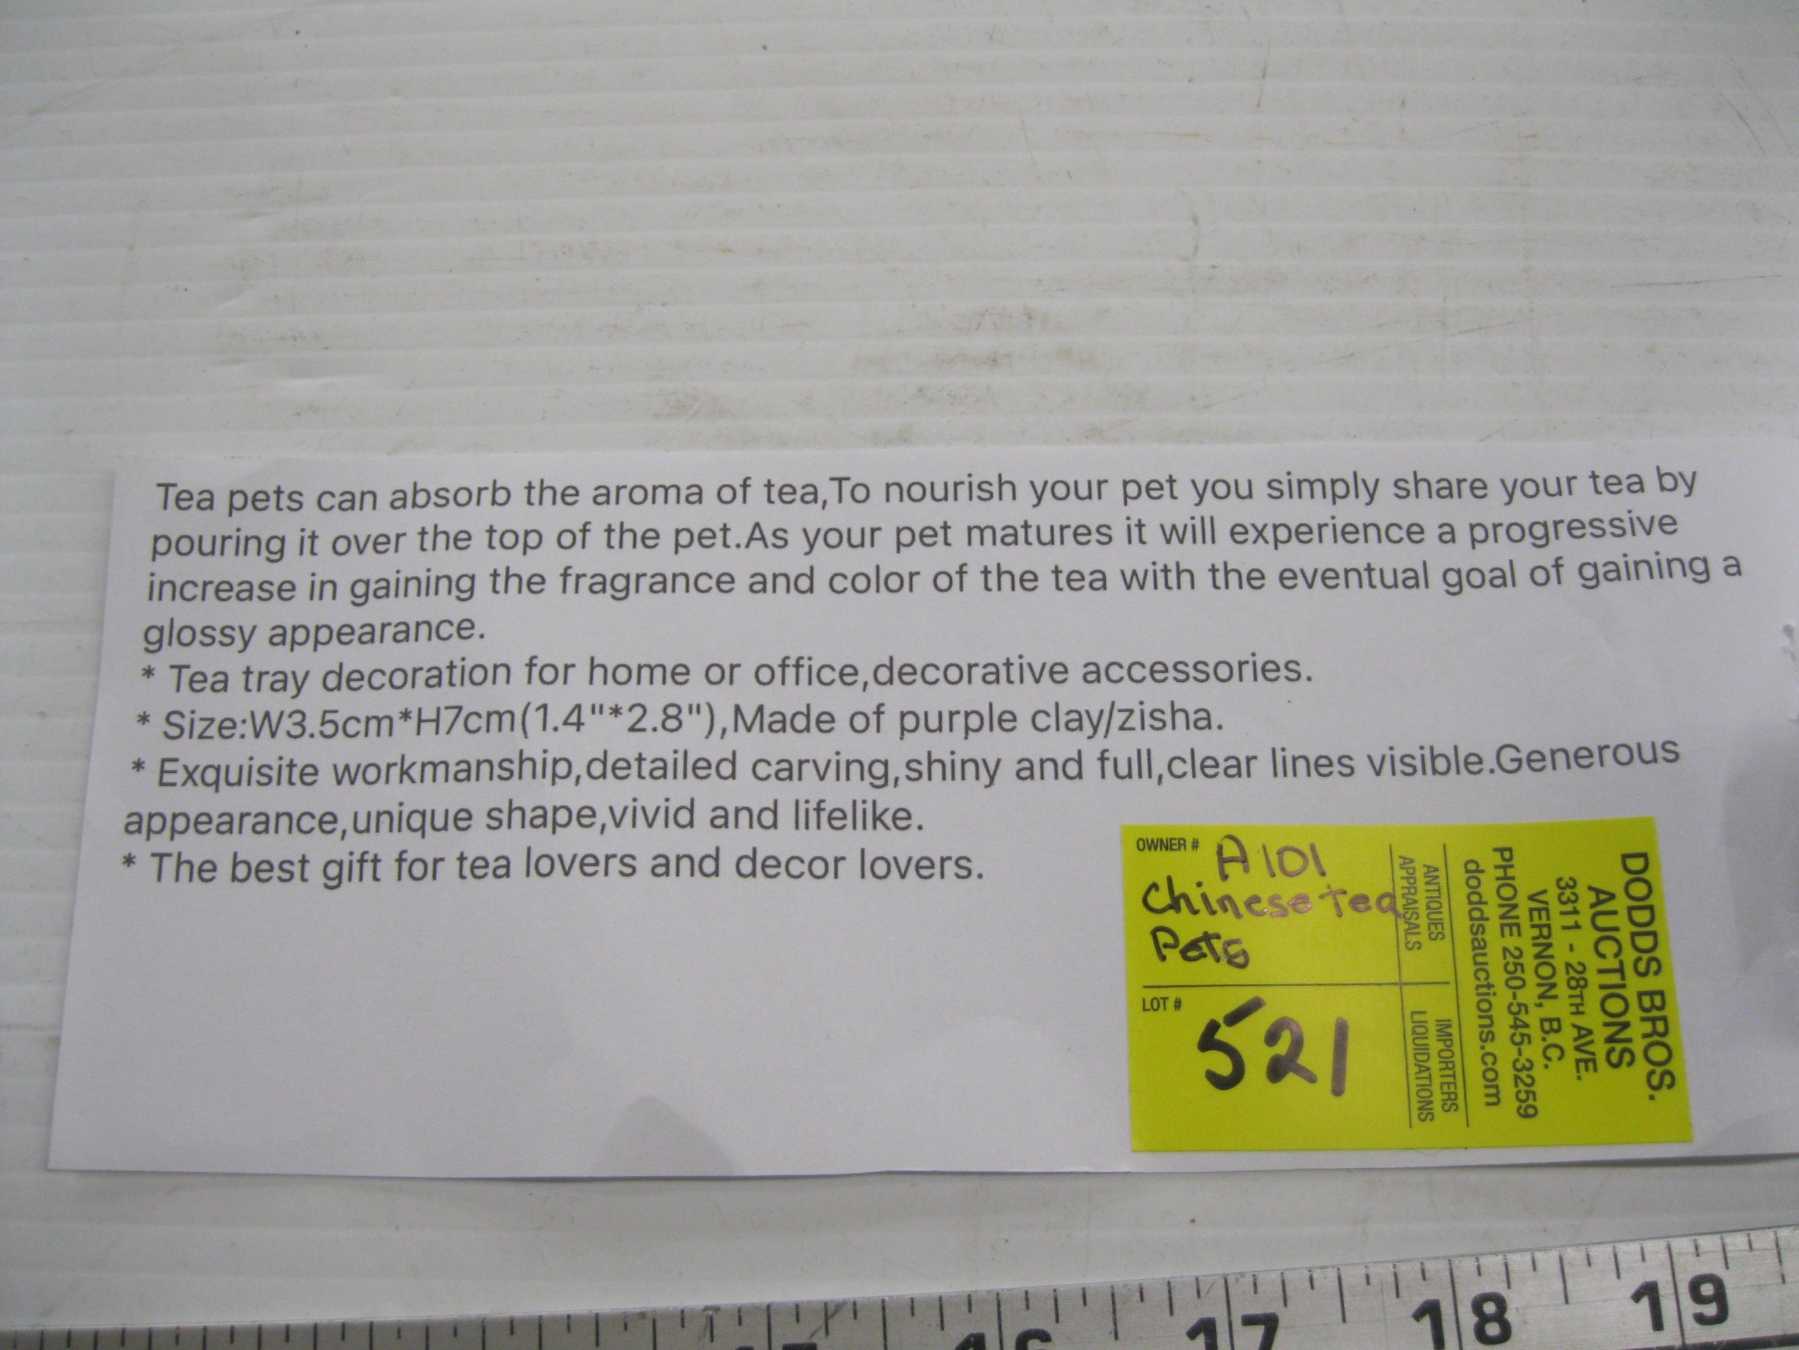 Tea pets can absorb the aroma of tea,To nourish your pet you simply share your tea by
pouring it over the top of the pet.As your pet matures it will experience a progressive
increase in gaining the fragrance and color of the tea with the eventual goal of gaining a
glossy appearance.
* Tea tray decoration for home or office,decorative accessories.
* Size:W3.5cm*H7cm(1.4"*2.8"),Made of purple clay/zisha.
* Exquisite workmanship,detailed carving,shiny and full,clear lines visible.Generous
appearance,unique shape,vivid and lifelike.
* The best gift for tea lovers and decor lovers.
OWNER # A101
Chinese Tea
Pets
LOT #
521
ANTIQUES
APPRAISALS
IMPORTERS
LIQUIDATIONS
DODDS BROS.
AUCTIONS
3311 - 28TH AVE.
VERNON, B.C.
PHONE 250-545-3259
doddsauctions.com
15 16 17 18 19